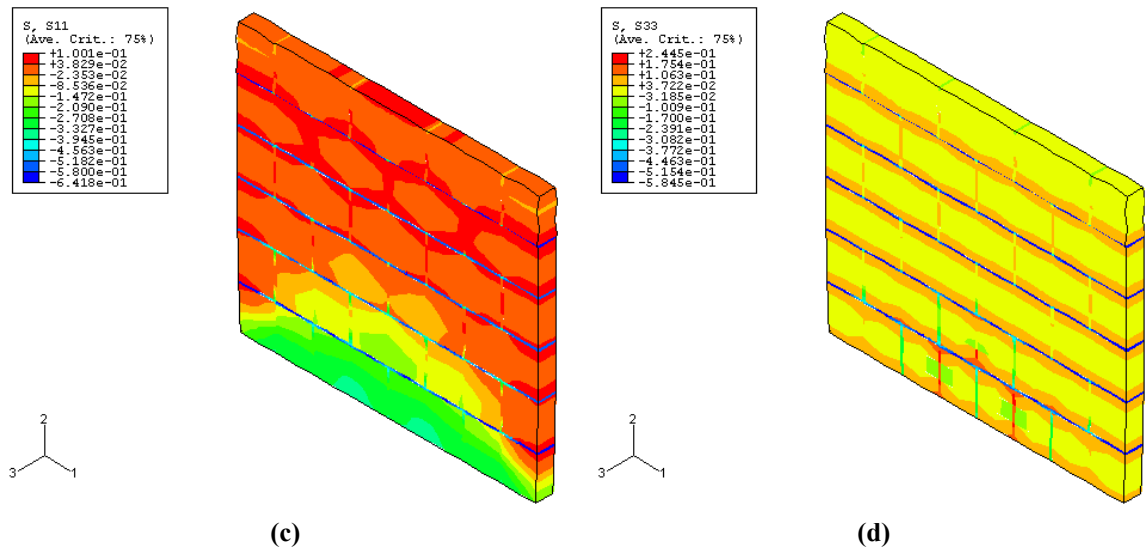 S, S11
(Ave. Crit.: 75%)
+1.001e-01
+3.829e-02
-2.353e-02
-8.536e-02
-1.472e-01
-2.090e-01
-2.708e-01
-3.327e-01
-3.945e-01
-4.563e-01
-5.182e-01
-5.800e-01
-6.418e-01
2
3
1
(c)
S, S33
(Ave. Crit.: 75%)
+2.445e-01
+1.754e-01
+1.063e-01
+3.722e-02
-3.185e-02
-1.009e-01
-1.700e-01
-2.391e-01
-3.082e-01
-3.772e-01
-4.463e-01
-5.154e-01
-5.845e-01
2
3
1
(d)